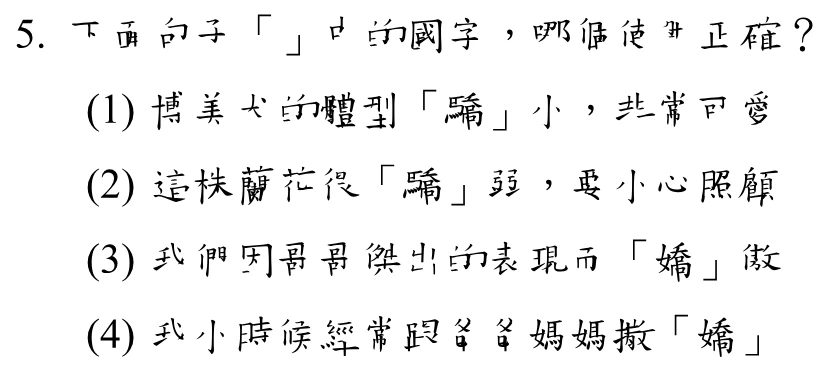 5. 下面句子「」中的國字，哪個使用正確？
(1) 博美犬的體型「驕」小，非常可愛
(2) 這株蘭花很「驕」弱，要小心照顧
(3) 我們因哥哥傑出的表現而「嬌」傲
(4) 我小時候經常跟爸爸媽媽撒「嬌」